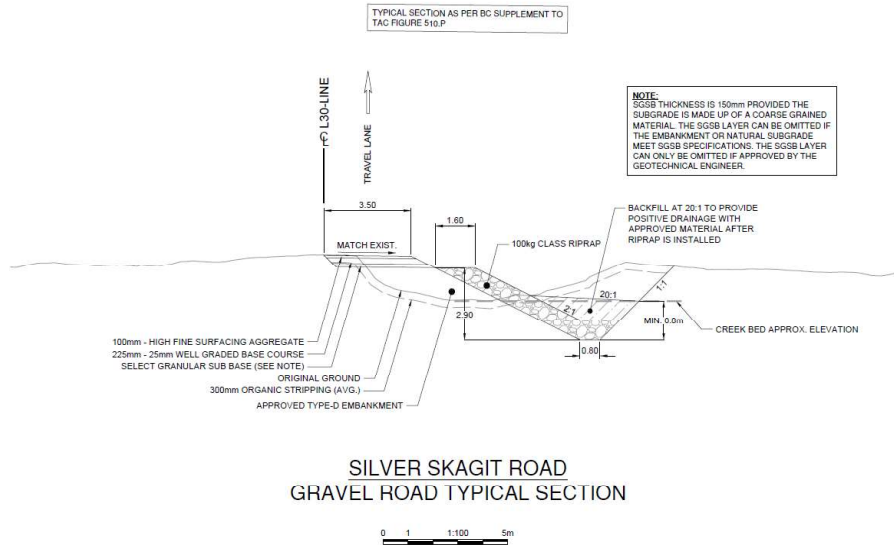 TYPICAL SECTION AS PER BC SUPPLEMENT TO
TAC FIGURE 510.P
L30-LINE
TRAVEL LANE
NOTE:
SGSB THICKNESS IS 150mm PROVIDED THE
SUBGRADE IS MADE UP OF A COARSE GRAINED
MATERIAL. THE SGSB LAYER CAN BE OMITTED IF
THE EMBANKMENT OR NATURAL SUBGRADE
MEET SGSB SPECIFICATIONS. THE SGSB LAYER
CAN ONLY BE OMITTED IF APPROVED BY THE
GEOTECHNICAL ENGINEER.
3.50
1.60
MATCH EXIST.
100kg CLASS RIPRAP
BACKFILL AT 20:1 TO PROVIDE
POSITIVE DRAINAGE WITH
APPROVED MATERIAL AFTER
RIPRAP IS INSTALLED
1:1
20:1
2:1
2.90
MIN. 0.0m
CREEK BED APPROX. ELEVATION
0.80
100mm - HIGH FINE SURFACING AGGREGATE
225mm - 25mm WELL GRADED BASE COURSE
SELECT GRANULAR SUB BASE (SEE NOTE)
ORIGINAL GROUND
300mm ORGANIC STRIPPING (AVG.)
APPROVED TYPE-D EMBANKMENT
SILVER SKAGIT ROAD
GRAVEL ROAD TYPICAL SECTION
0 1 1:100 5m